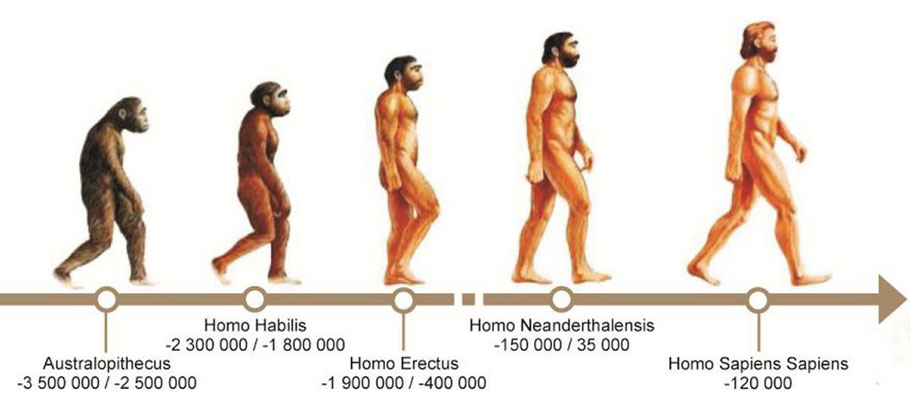 Australopithecus
-3 500 000 / -2 500 000
Homo Habilis
-2 300 000 / -1 800 000
Homo Erectus
-1 900 000 / -400 000
Homo Neanderthalensis
-150 000 / 35 000
Homo Sapiens Sapiens
-120 000